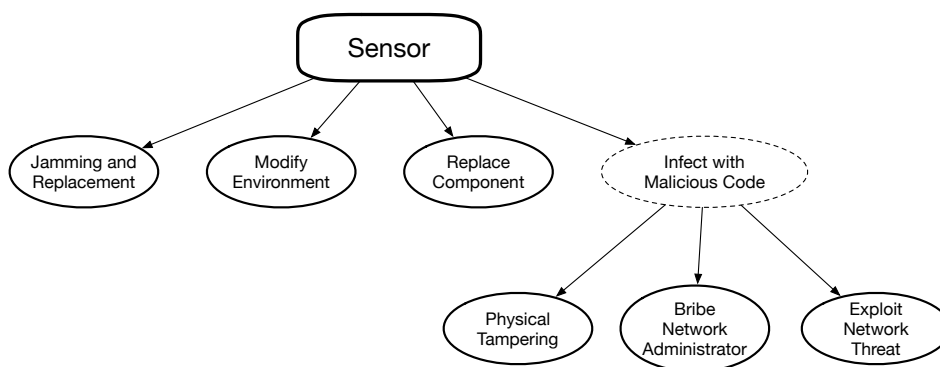 Sensor
Jamming and
Replacement
Modify
Environment
Replace
Component
Infect with
Malicious Code
Physical
Tampering
Bribe
Network
Administrator
Exploit
Network
Threat